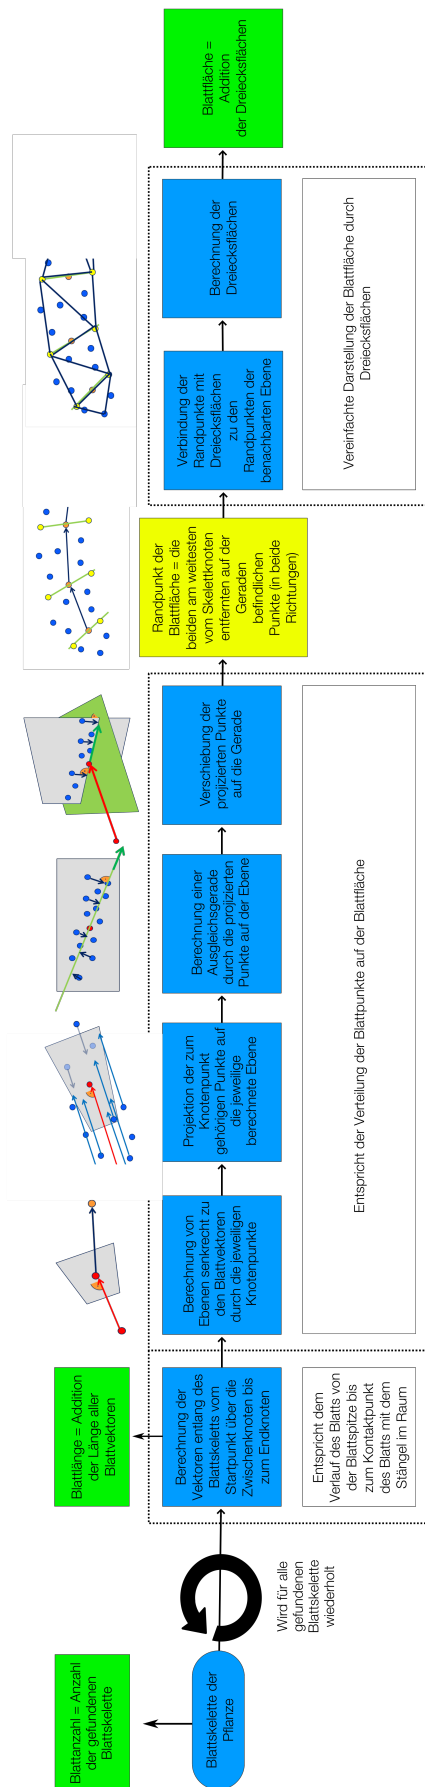 Blattanzahl = Anzahl
der gefundenen
Blattskelette
Blattskelette der
Pflanze
Wird für alle
gefundenen
Blattskelette
wiederholt
Blattlänge = Addition
der Länge aller
Blattvektoren
Berechnung der
Vektoren entlang des
Blattskeletts vom
Startpunkt über die
Zwischenknoten bis
zum Endknoten
Entspricht dem
Verlauf des Blatts von
der Blattspitze bis
zum Kontaktpunkt
des Blatts mit dem
Stängel im Raum
Berechnung von
Ebenen senkrecht zu
den Blattvektoren
durch die jeweiligen
Knotenpunkte
Projektion der zum
Knotenpunkt
gehörigen Punkte auf
die jeweilige
berechnete Ebene
Berechnung einer
Ausgleichsgerade
durch die projizierten
Punkte auf der Ebene
Verschiebung der
projizierten Punkte
auf die Gerade
Entspricht der Verteilung der Blattpunkte auf der Blattfläche
Randpunkt der
Blattfläche = die
beiden am weitesten
vom Skelettknoten
entfernten auf der
Geraden
befindlichen
Punkte (in beide
Richtungen)
Verbindung der
Randpunkte mit
Dreiecksflächen
zu den
Randpunkten der
benachbarten Ebene
Berechnung der
Dreiecksflächen
Vereinfachte Darstellung der Blattfläche durch
Dreiecksflächen
Blattfläche =
Addition
der Dreiecksflächen